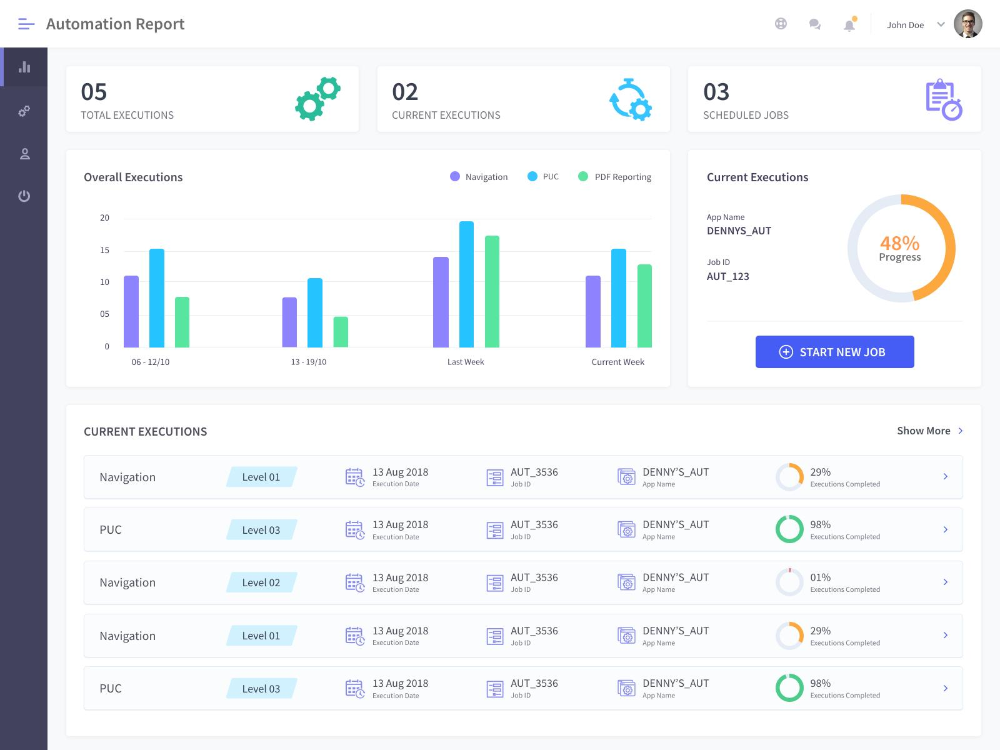 Automation Report
John Doe
05
TOTAL EXECUTIONS
02
CURRENT EXECUTIONS
03
SCHEDULED JOBS
Overall Executions
Navigation
PUC
PDF Reporting
20
15
10
05
0
06 - 12/10
13 - 19/10
Last Week
Current Week
Current Executions
App Name
DENNYS_AUT
Job ID
AUT_123
48%
Progress
START NEW JOB
CURRENT EXECUTIONS
Show More
Navigation
Level 01
13 Aug 2018
Execution Date
AUT_3536
Job ID
DENNY’S_AUT
App Name
29%
Executions Completed
PUC
Level 03
13 Aug 2018
Execution Date
AUT_3536
Job ID
DENNY’S_AUT
App Name
98%
Executions Completed
Navigation
Level 02
13 Aug 2018
Execution Date
AUT_3536
Job ID
DENNY’S_AUT
App Name
01%
Executions Completed
Navigation
Level 01
13 Aug 2018
Execution Date
AUT_3536
Job ID
DENNY’S_AUT
App Name
29%
Executions Completed
PUC
Level 03
13 Aug 2018
Execution Date
AUT_3536
Job ID
DENNY’S_AUT
App Name
98%
Executions Completed